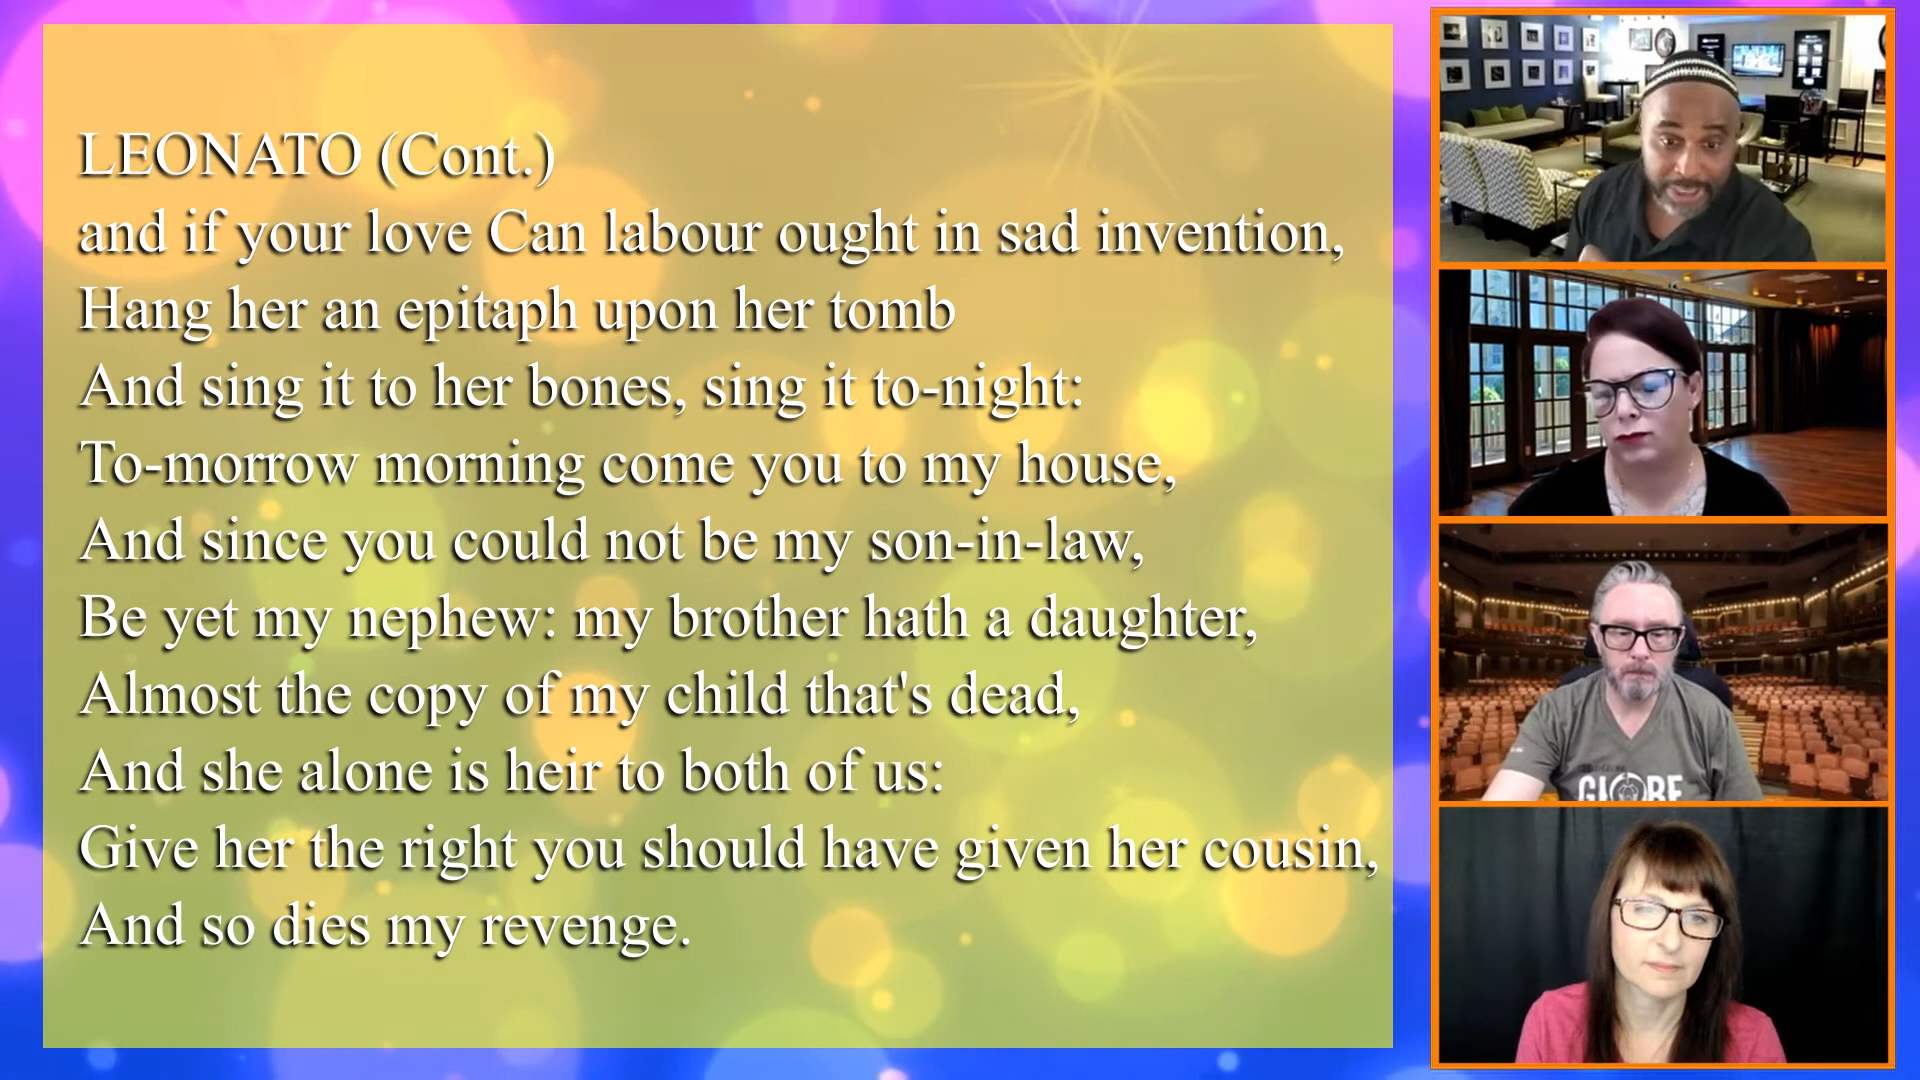 LEONATO (Cont.)
and if your love Can labour ought in sad invention,
Hang her an epitaph upon her tomb
And sing it to her bones, sing it to-night:
To-morrow morning come you to my house,
And since you could not be my son-in-law,
Be yet my nephew: my brother hath a daughter,
Almost the copy of my child that's dead,
And she alone is heir to both of us:
Give her the right you should have given her cousin,
And so dies my revenge.
GLOBE